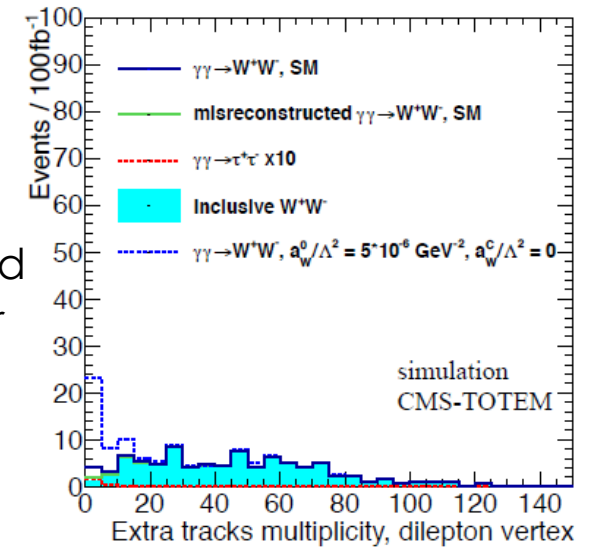 Events / 100fb⁻¹
100
90
80
70
60
50
40
30
20
10
0
γγ→W⁺W⁻, SM
misreconstructed γγ→W⁺W⁻, SM
γγ→τ⁺τ⁻ x10
Inclusive W⁺W⁻
γγ→W⁺W⁻, a⁰_W/Λ² = 5*10⁻⁶ GeV⁻², a^C_W/Λ² = 0
d
simulation
CMS-TOTEM
0 20 40 60 80 100 120 140
Extra tracks multiplicity, dilepton vertex